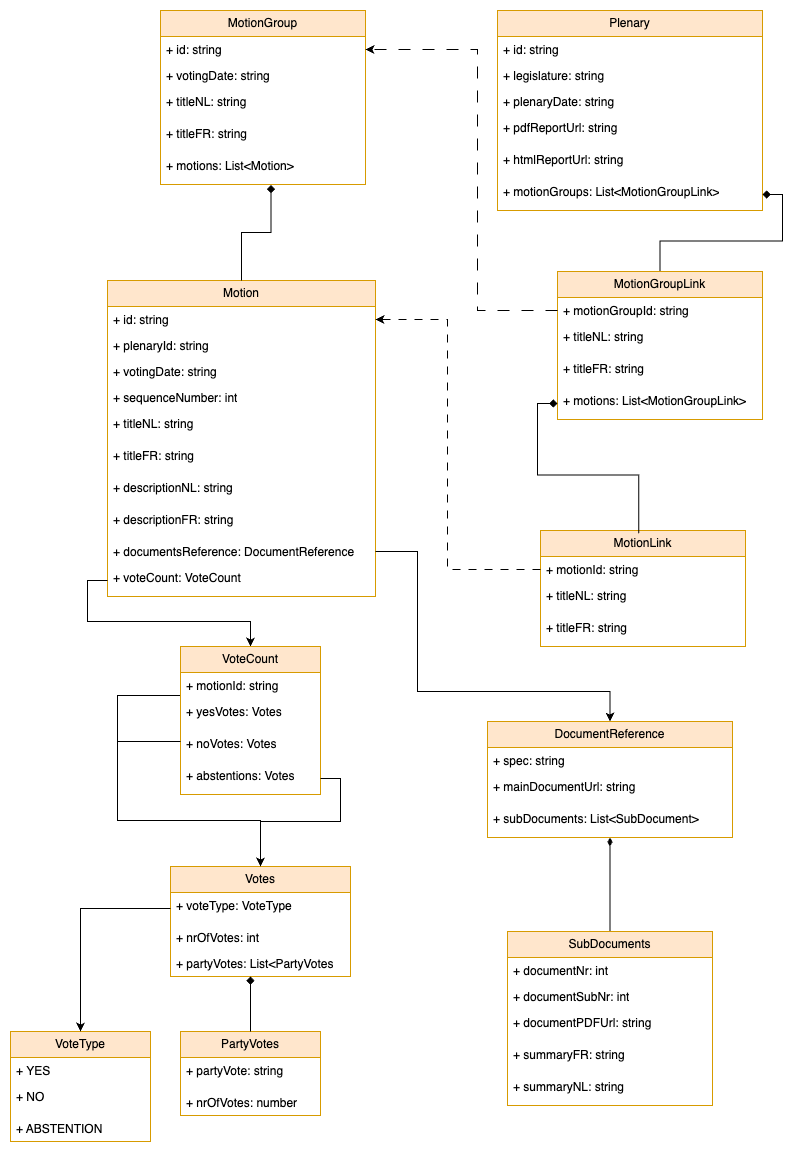 MotionGroup
+ id: string
+ votingDate: string
+ titleNL: string
+ titleFR: string
+ motions: List<Motion>
Plenary
+ id: string
+ legislature: string
+ plenaryDate: string
+ pdfReportUrl: string
+ htmlReportUrl: string
+ motionGroups: List<MotionGroupLink>
Motion
+ id: string
+ plenaryId: string
+ votingDate: string
+ sequenceNumber: int
+ titleNL: string
+ titleFR: string
+ descriptionNL: string
+ descriptionFR: string
+ documentsReference: DocumentReference
+ voteCount: VoteCount
MotionGroupLink
+ motionGroupId: string
+ titleNL: string
+ titleFR: string
+ motions: List<MotionGroupLink>
MotionLink
+ motionId: string
+ titleNL: string
+ titleFR: string
VoteCount
+ motionId: string
+ yesVotes: Votes
+ noVotes: Votes
+ abstentions: Votes
DocumentReference
+ spec: string
+ mainDocumentUrl: string
+ subDocuments: List<SubDocument>
Votes
+ voteType: VoteType
+ nrOfVotes: int
+ partyVotes: List<PartyVotes
SubDocuments
+ documentNr: int
+ documentSubNr: int
+ documentPDFUrl: string
+ summaryFR: string
+ summaryNL: string
VoteType
+ YES
+ NO
+ ABSTENTION
PartyVotes
+ partyVote: string
+ nrOfVotes: number